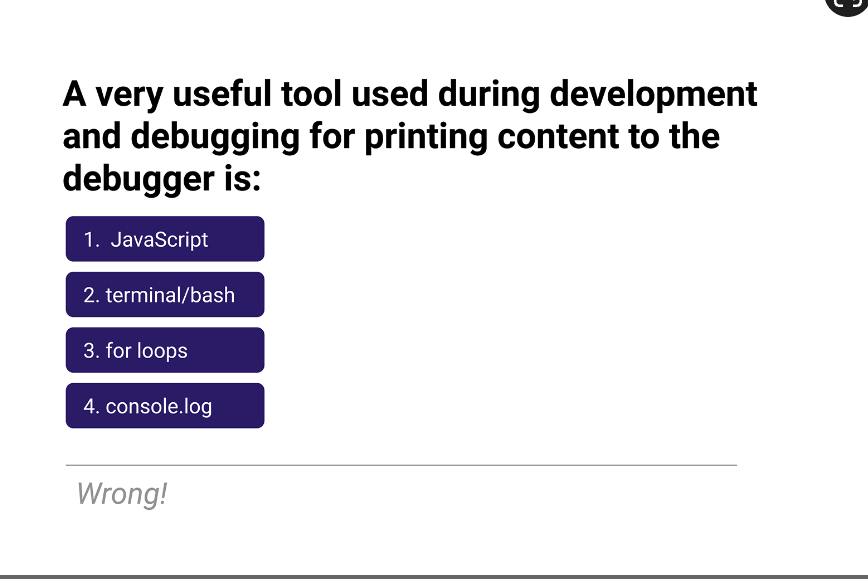 A very useful tool used during development
and debugging for printing content to the
debugger is:
1. JavaScript
2. terminal/bash
3. for loops
4. console.log
Wrong!